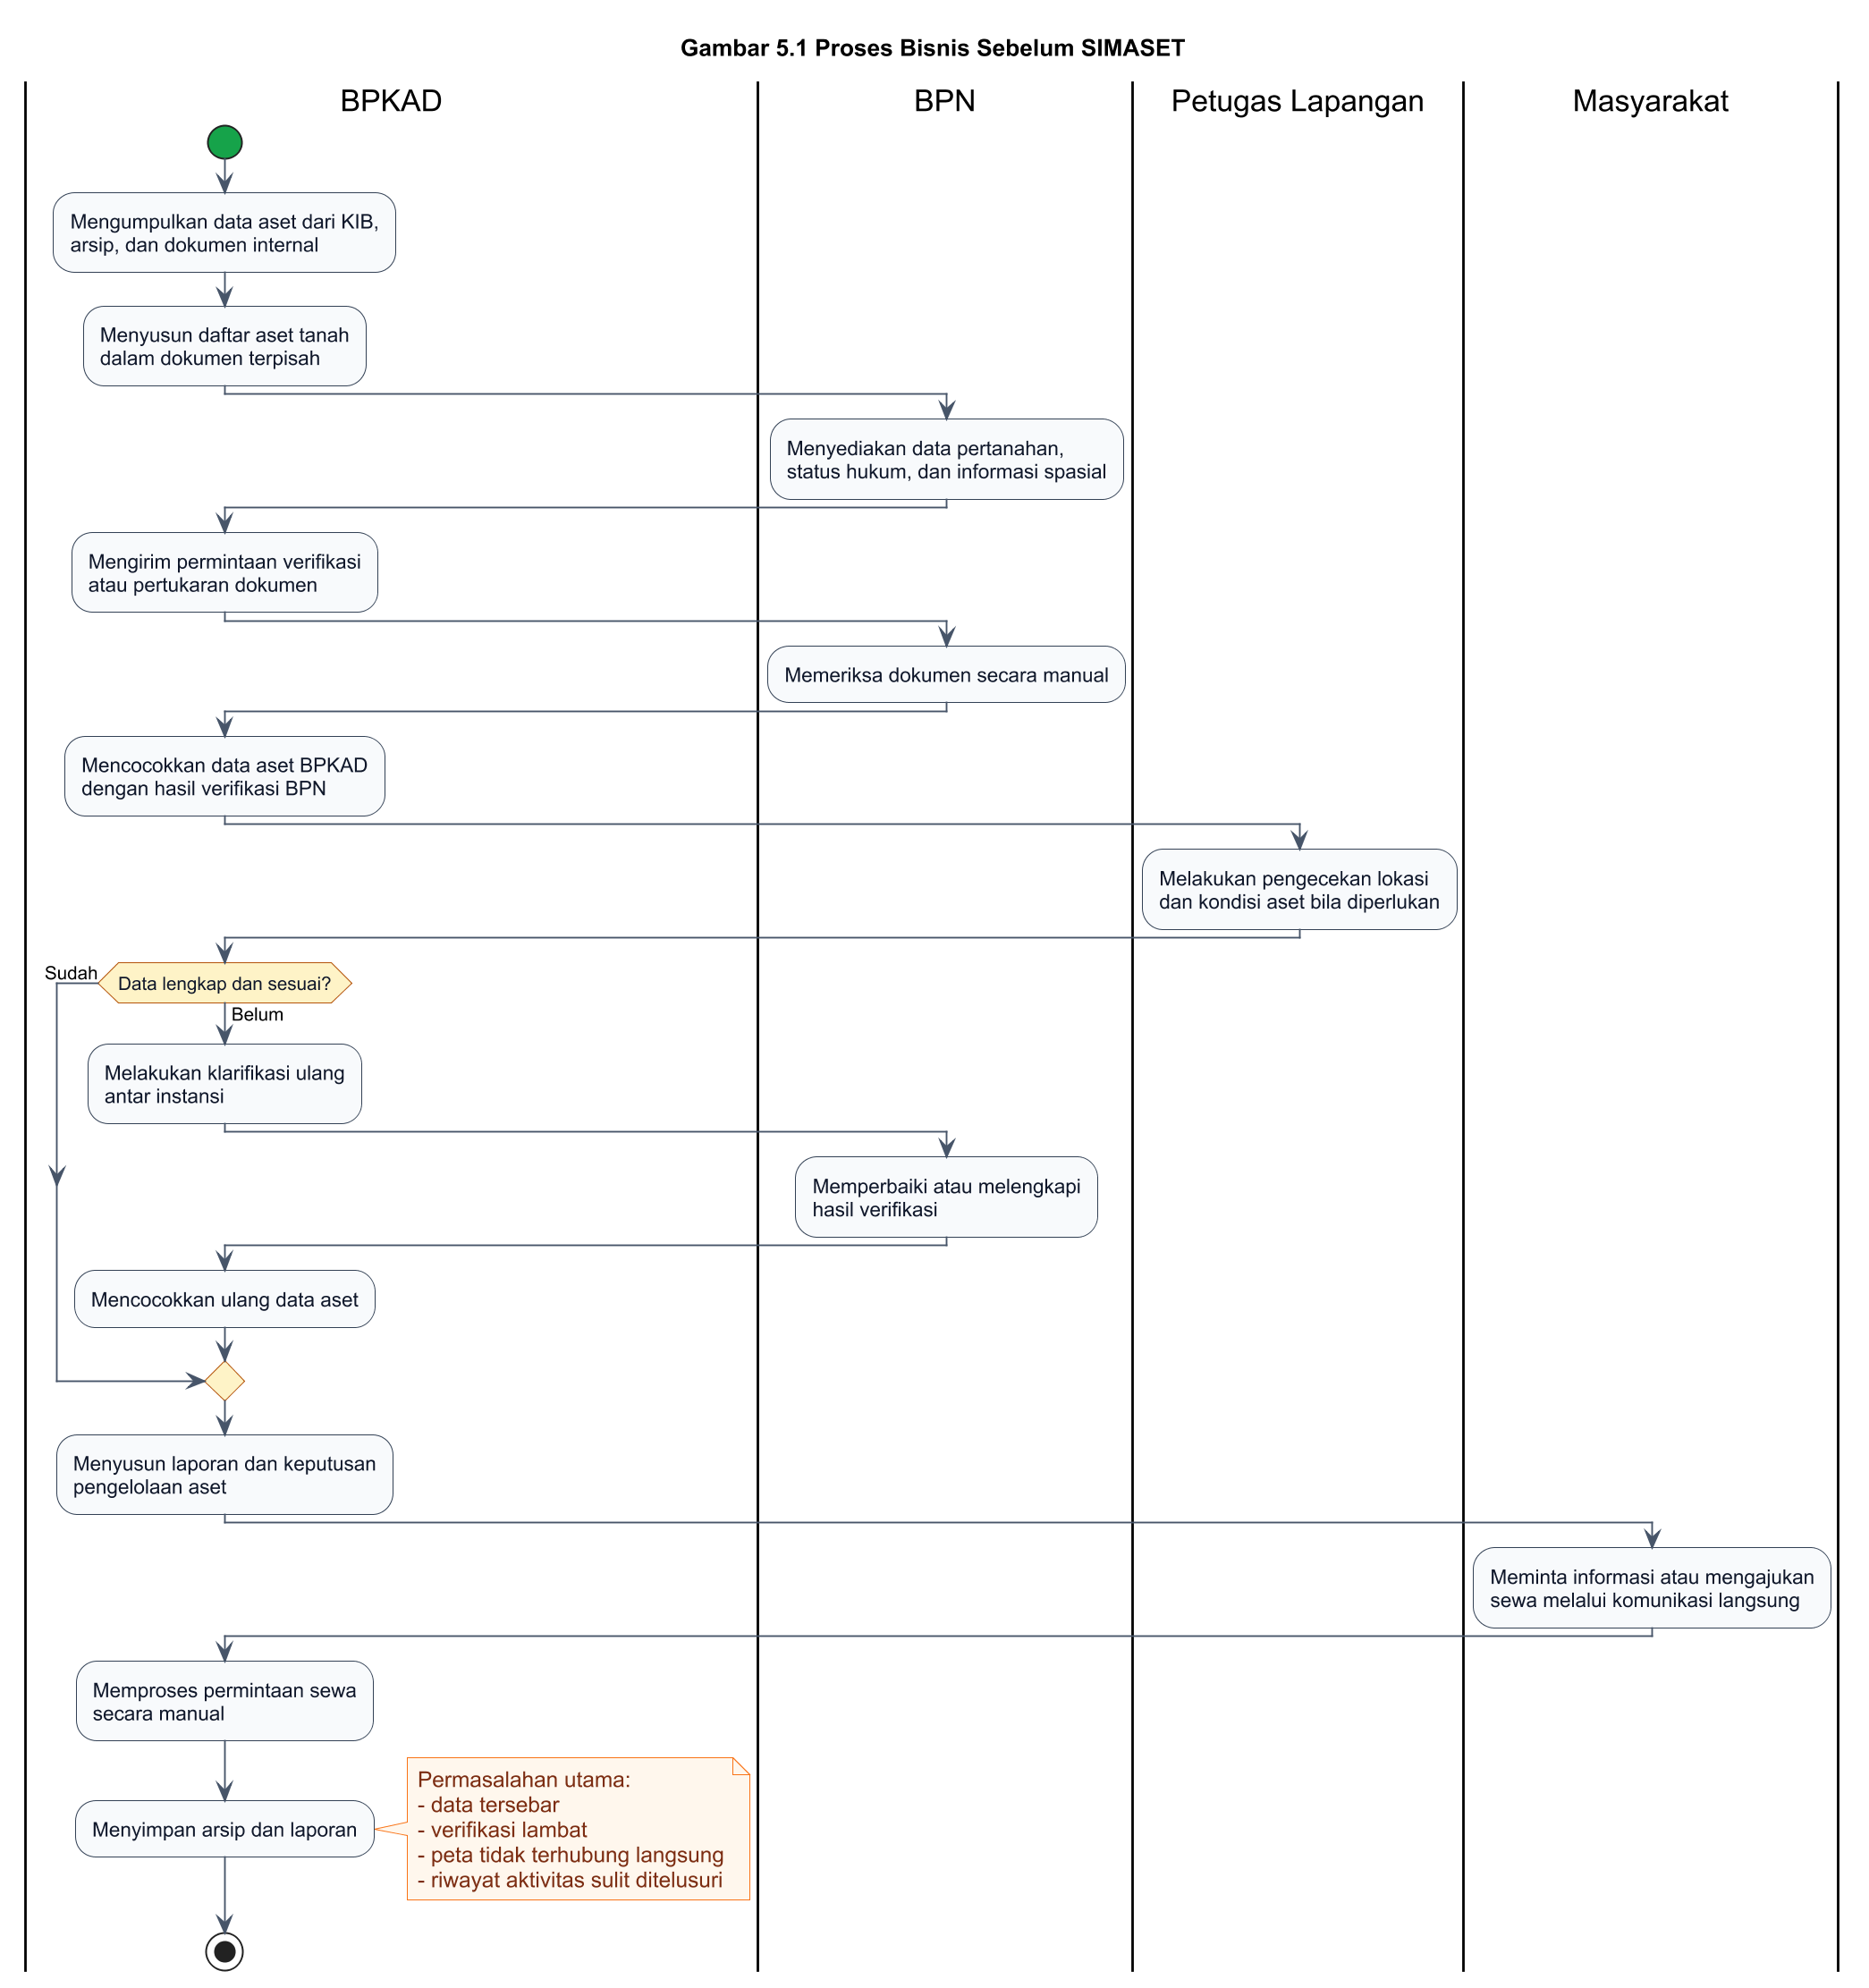 Gambar 5.1 Proses Bisnis Sebelum SIMASET
BPKAD
BPN
Petugas Lapangan
Masyarakat
Mengumpulkan data aset dari KIB,
arsip, dan dokumen internal
Menyusun daftar aset tanah
dalam dokumen terpisah
Menyediakan data pertanahan,
status hukum, dan informasi spasial
Mengirim permintaan verifikasi
atau pertukaran dokumen
Memeriksa dokumen secara manual
Mencocokkan data aset BPKAD
dengan hasil verifikasi BPN
Melakukan pengecekan lokasi
dan kondisi aset bila diperlukan
Sudah
Data lengkap dan sesuai?
Belum
Melakukan klarifikasi ulang
antar instansi
Memperbaiki atau melengkapi
hasil verifikasi
Mencocokkan ulang data aset
Menyusun laporan dan keputusan
pengelolaan aset
Meminta informasi atau mengajukan
sewa melalui komunikasi langsung
Memproses permintaan sewa
secara manual
Menyimpan arsip dan laporan
Permasalahan utama:
- data tersebar
- verifikasi lambat
- peta tidak terhubung langsung
- riwayat aktivitas sulit ditelusuri